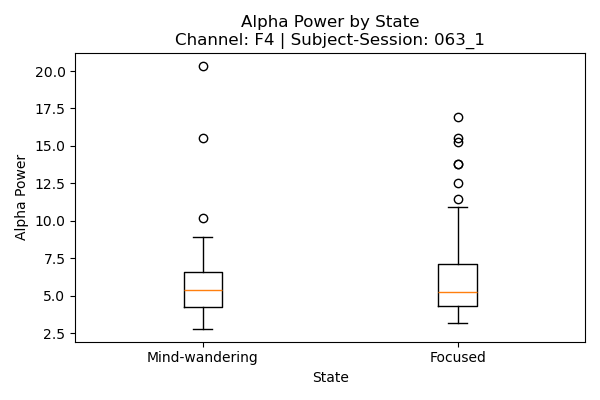 Alpha Power by State
Channel: F4 | Subject-Session: 063_1
20.0
17.5
15.0
12.5
10.0
7.5
5.0
2.5
Alpha Power
Mind-wandering
Focused
State